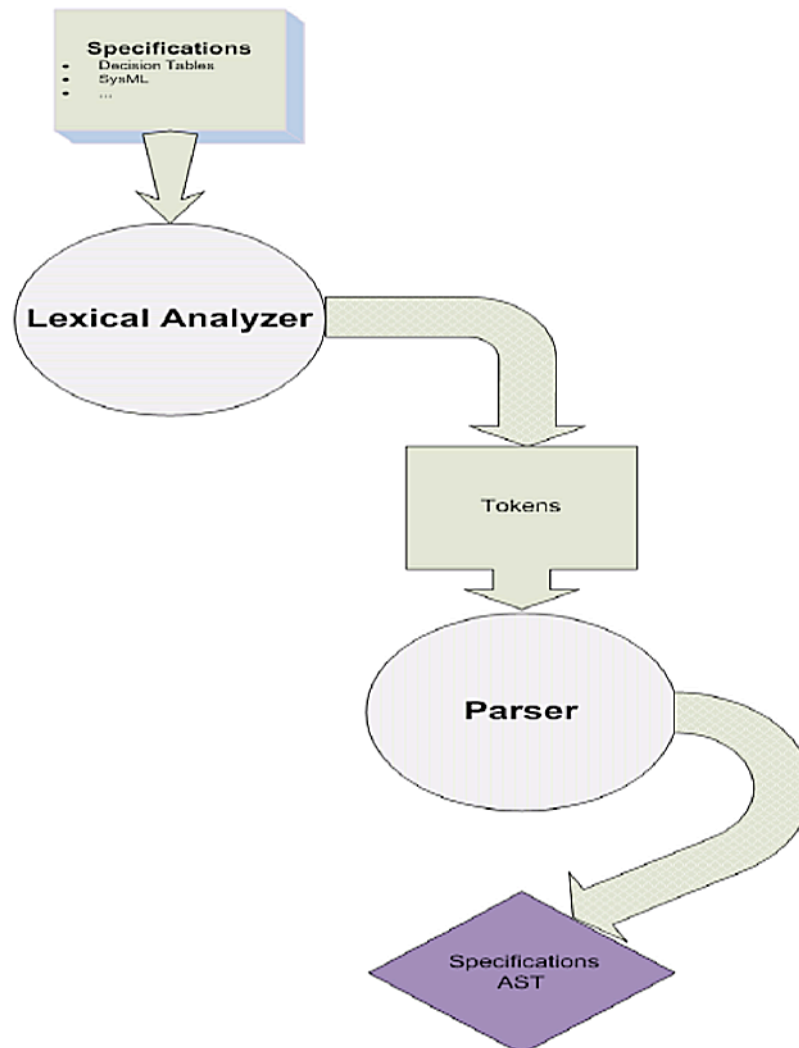 Specifications
• Decision Tables
• SysML
• ...
Lexical Analyzer
Tokens
Parser
Specifications
AST